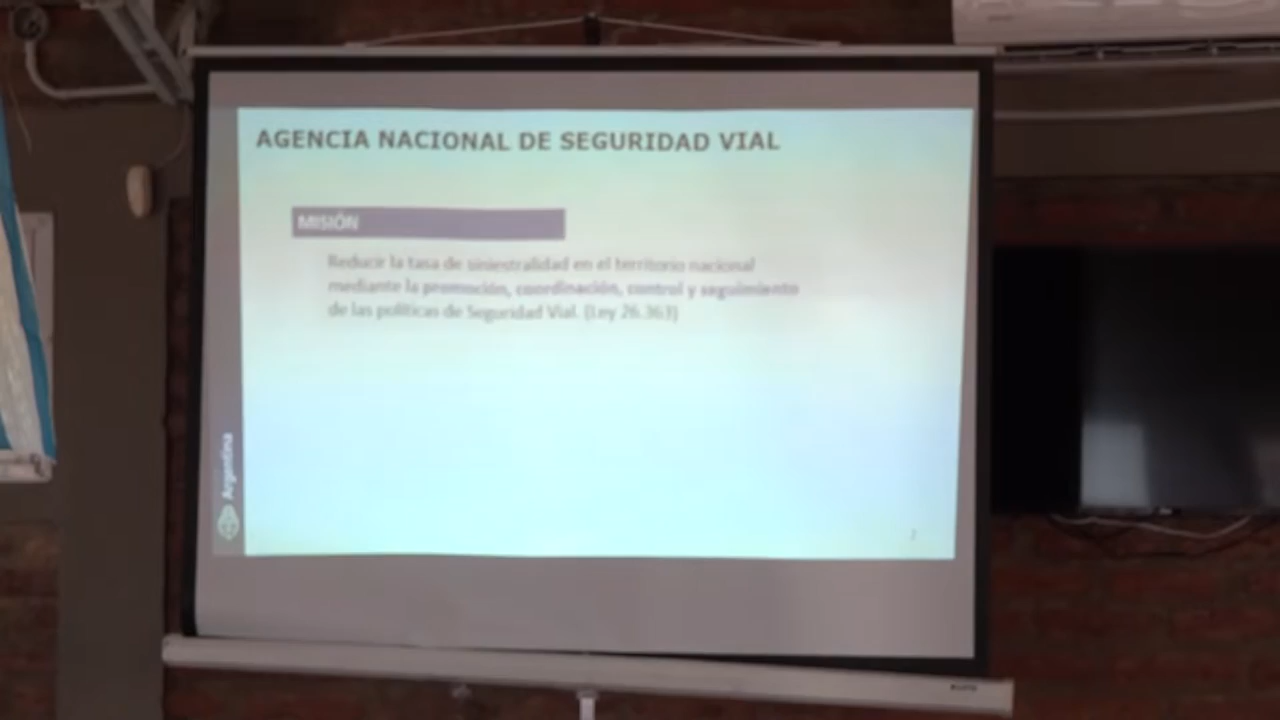 AGENCIA NACIONAL DE SEGURIDAD VIAL
MISIÓN
Reducir la tasa de siniestralidad en el territorio nacional
mediante la promoción, coordinación, control y seguimiento
de las políticas de Seguridad Vial. (Ley 26.363)
Argentina
7